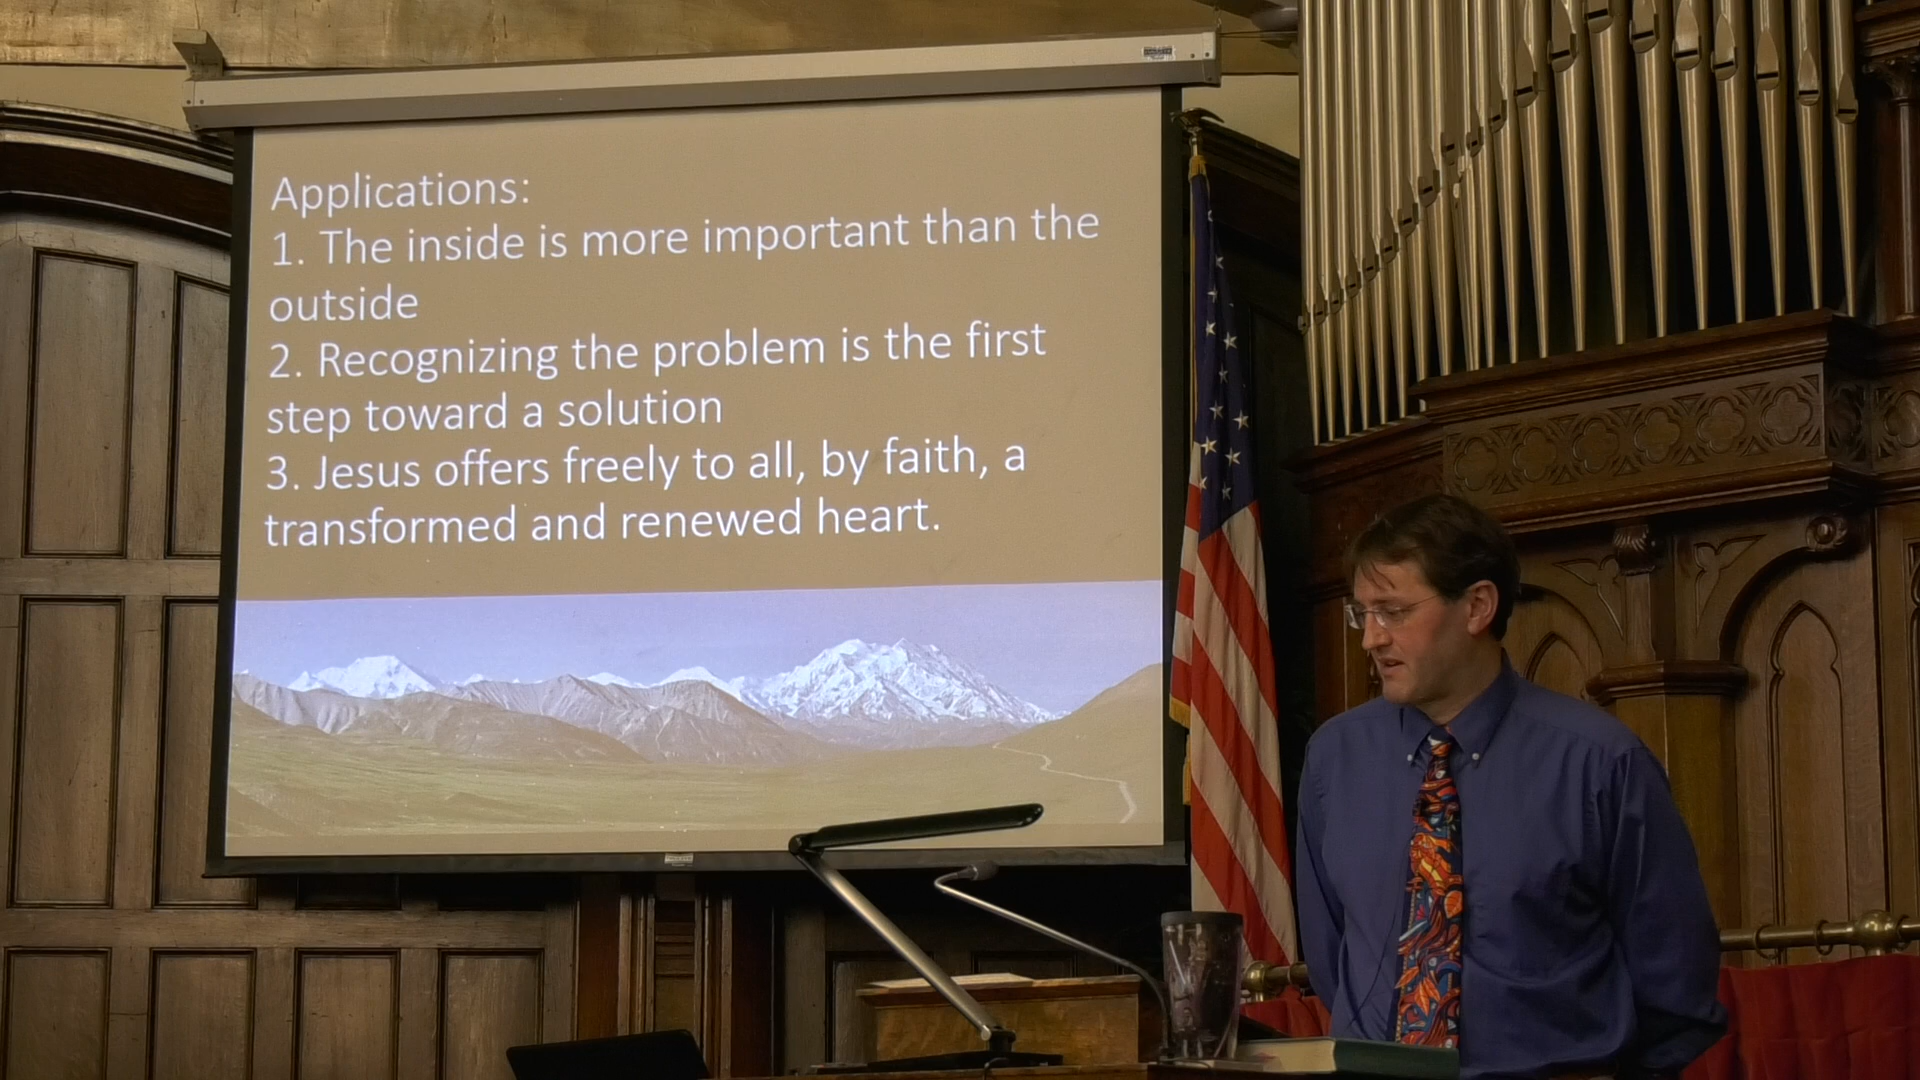 Applications:
1. The inside is more important than the
outside
2. Recognizing the problem is the first
step toward a solution
3. Jesus offers freely to all, by faith, a
transformed and renewed heart.